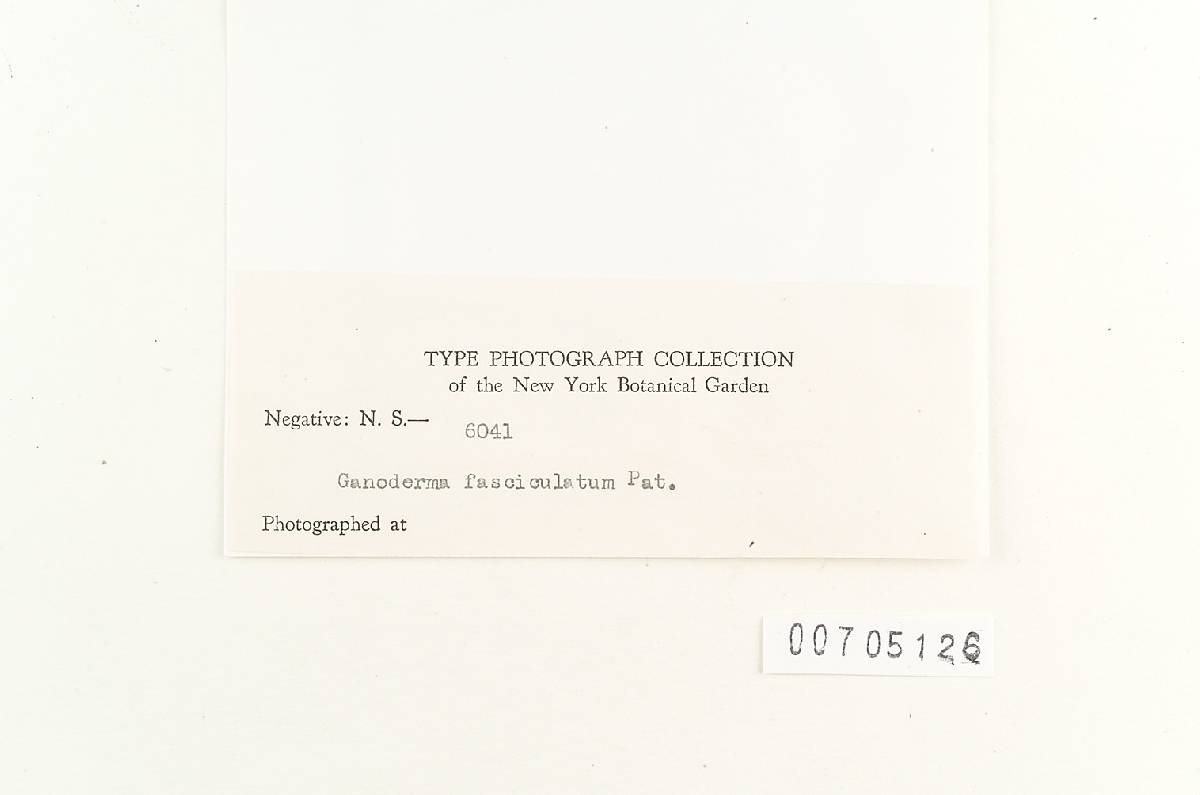 TYPE PHOTOGRAPH COLLECTION
of the New York Botanical Garden
Negative: N. S.— 6041
Ganoderma fasciculatum Pat.
Photographed at
00705126